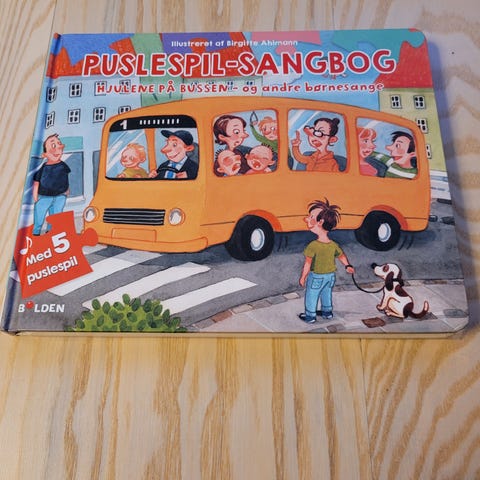 Illustreret af Birgitte Ahlmann
PUSLESPIL-SANGBOG
HJULENE PÅ BUSSEN - og andre børnesange
1
Med 5
puslespil
BOLDEN